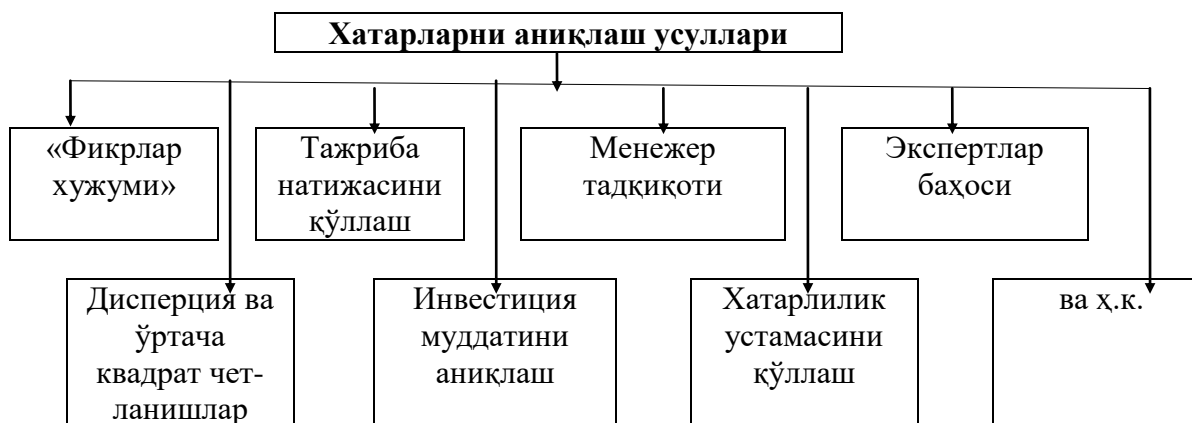 Хатарларни аниқлаш усуллари
«Фикрлар
хужуми»
Тажриба
натижасини
қўллаш
Менежер
тадқиқоти
Экспертлар
баҳоси
Дисперция ва
ўртача
квадрат чет-
ланишлар
Инвестиция
муддатини
аниқлаш
Хатарлилик
устамасини
қўллаш
ва ҳ.к.